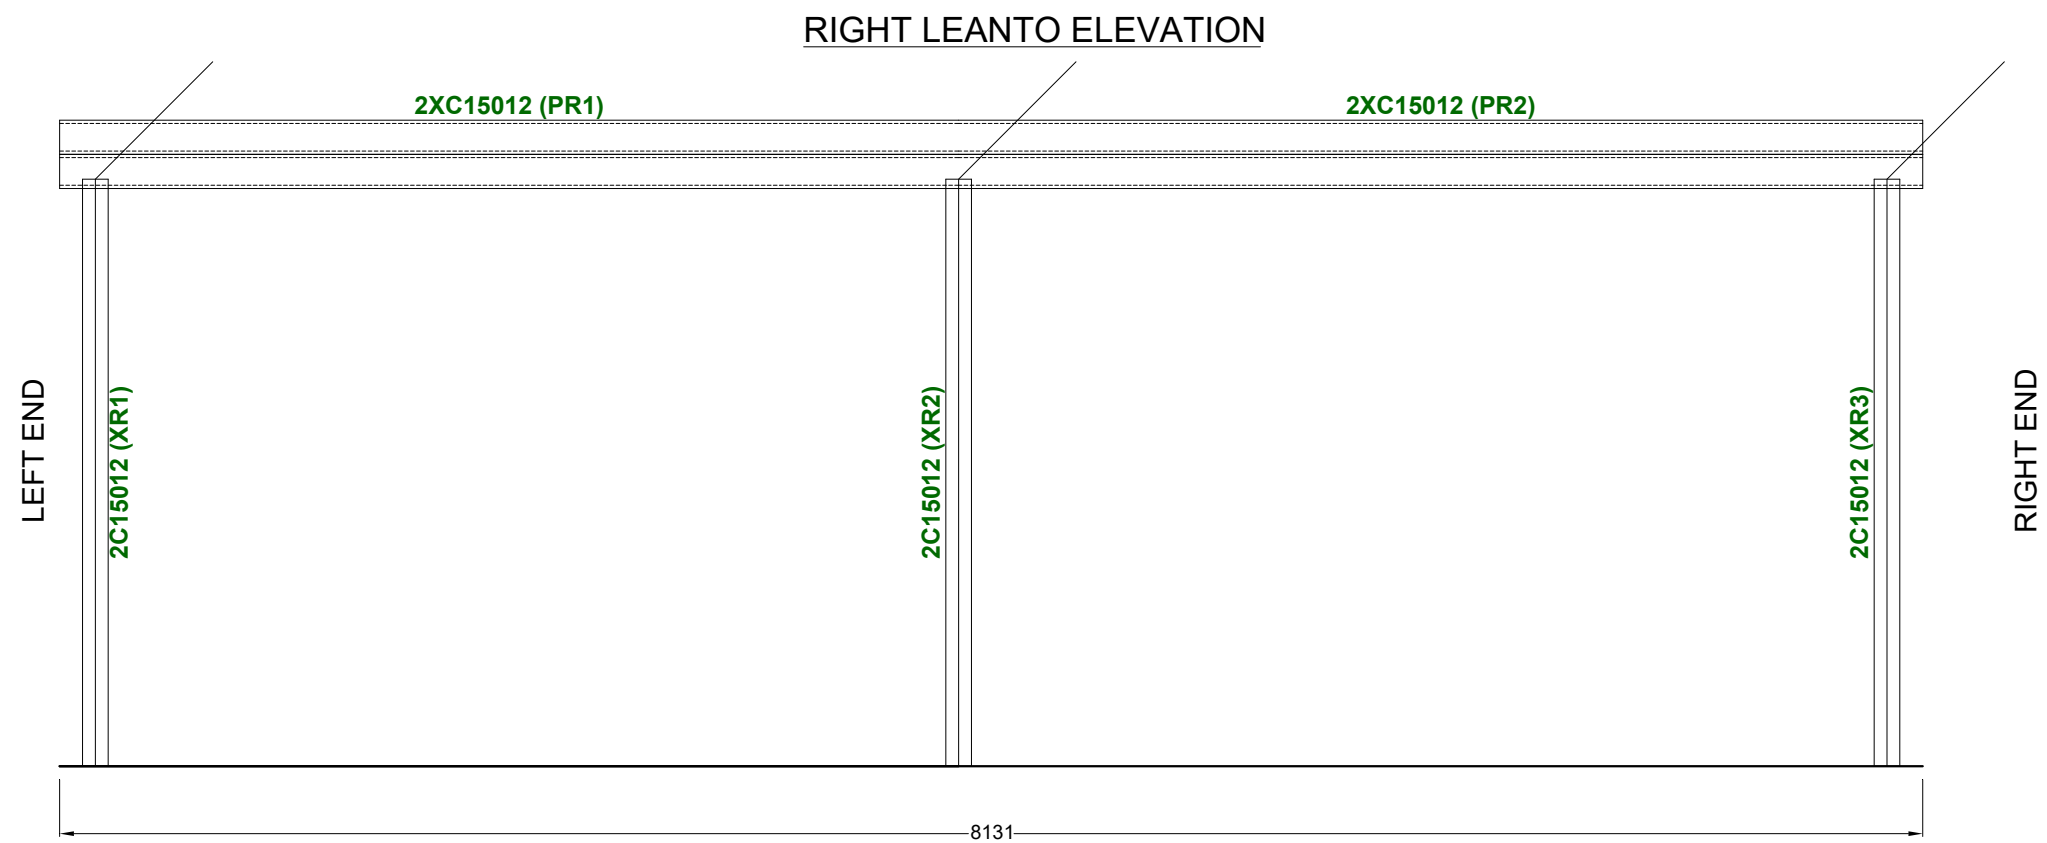 RIGHT LEANTO ELEVATION
2XC15012 (PR1)
2XC15012 (PR2)
LEFT END
2C15012 (XR1)
2C15012 (XR2)
2C15012 (XR3)
RIGHT END
8131